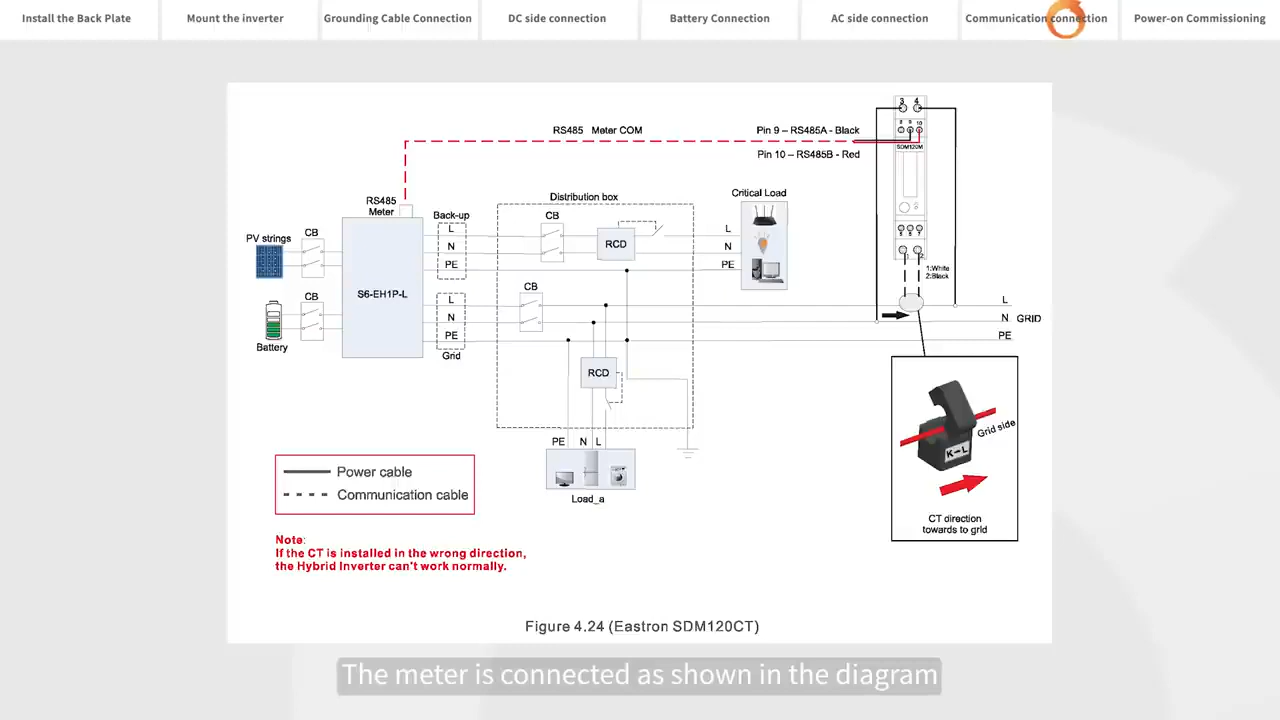 Install the Back Plate
Mount the inverter
Grounding Cable Connection
DC side connection
Battery Connection
AC side connection
Communication connection
Power-on Commissioning
3 4
RS485 Meter COM
Pin 9 – RS485A - Black
Pin 10 – RS485B - Red
SDM120M
RS485
Meter
Distribution box
Critical Load
PV strings
CB
Back-up
CB
L
N
PE
RCD
L
N
PE
1:White
2:Black
S6-EH1P-L
CB
Battery
L
N
PE
Grid
CB
L
N
PE
GRID
RCD
PE N L
Load_a
Grid side
K–L
CT direction
towards to grid
Power cable
Communication cable
Note:
If the CT is installed in the wrong direction,
the Hybrid Inverter can't work normally.
Figure 4.24 (Eastron SDM120CT)
The meter is connected as shown in the diagram